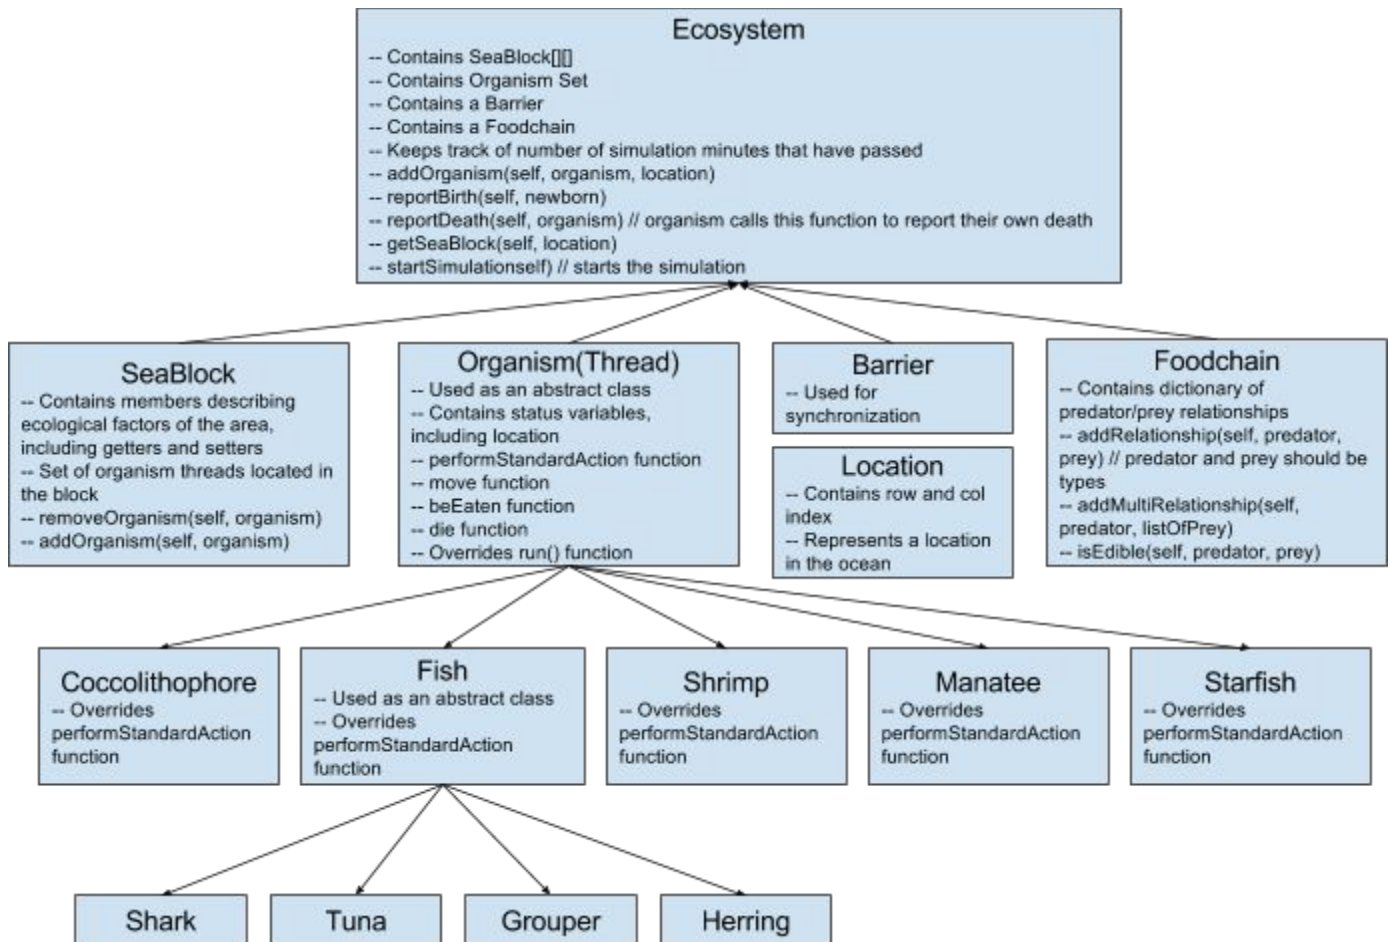 Ecosystem
-- Contains SeaBlock[][]
-- Contains Organism Set
-- Contains a Barrier
-- Contains a Foodchain
-- Keeps track of number of simulation minutes that have passed
-- addOrganism(self, organism, location)
-- reportBirth(self, newborn)
-- reportDeath(self, organism) // organism calls this function to report their own death
-- getSeaBlock(self, location)
-- startSimulationself) // starts the simulation
SeaBlock
-- Contains members describing
ecological factors of the area,
including getters and setters
-- Set of organism threads located in
the block
-- removeOrganism(self, organism)
-- addOrganism(self, organism)
Organism(Thread)
-- Used as an abstract class
-- Contains status variables,
including location
-- performStandardAction function
-- move function
-- beEaten function
-- die function
-- Overrides run() function
Barrier
-- Used for
synchronization
Location
-- Contains row and col
index
-- Represents a location
in the ocean
Foodchain
-- Contains dictionary of
predator/prey relationships
-- addRelationship(self, predator,
prey) // predator and prey should be
types
-- addMultiRelationship(self,
predator, listOfPrey)
-- isEdible(self, predator, prey)
Coccolithophore
-- Overrides
performStandardAction
function
Fish
-- Used as an abstract class
-- Overrides
performStandardAction
function
Shrimp
-- Overrides
performStandardAction
function
Manatee
-- Overrides
performStandardAction
function
Starfish
-- Overrides
performStandardAction
function
Shark
Tuna
Grouper
Herring